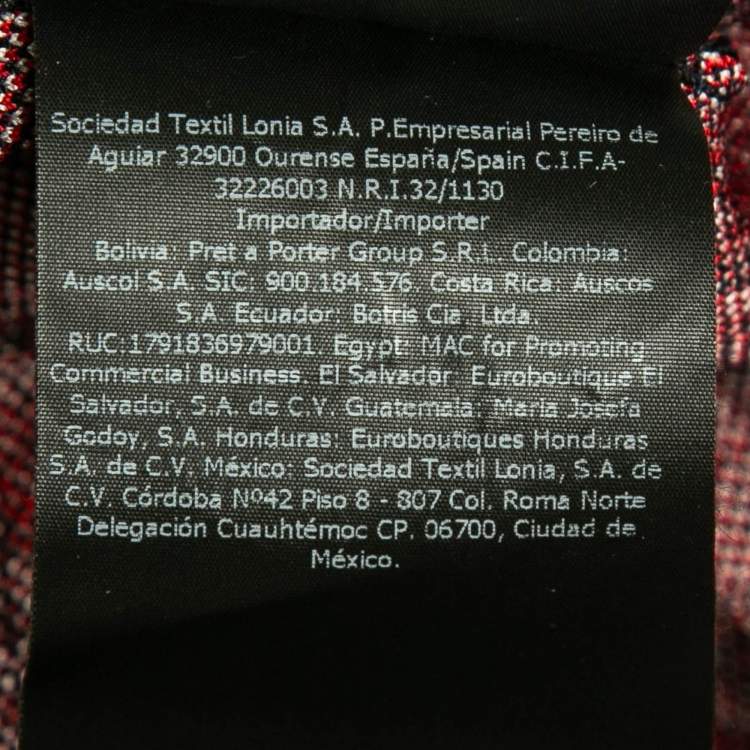 Sociedad Textil Lonia S.A. P.Empresarial Pereiro de
Aguiar 32900 Ourense España/Spain C.I.F.A-
32226003 N.R.I.32/1130
Importador/Importer
Bolivia: Pret a Porter Group S.R.L. Colombia:
Auscol S.A. SIC: 900.184.576. Costa Rica: Auscos
S.A. Ecuador: Botris Cia. Ltda.
RUC:1791836979001. Egypt: MAC for Promoting
Commercial Business. El Salvador: Euroboutique El
Salvador, S.A. de C.V. Guatemala: Maria Josefa
Godoy, S.A. Honduras: Euroboutiques Honduras
S.A. de C.V. México: Sociedad Textil Lonia, S.A. de
C.V. Córdoba Nº42 Piso 8 - 807 Col. Roma Norte
Delegación Cuauhtémoc CP. 06700, Ciudad de
México.